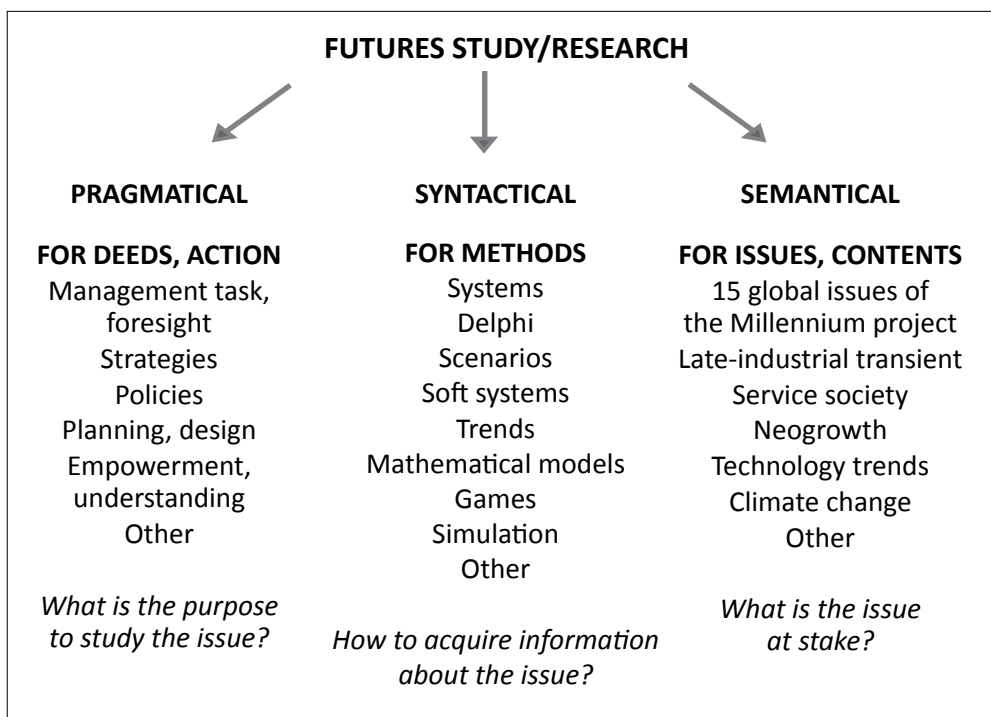 FUTURES STUDY/RESEARCH
PRAGMATICAL
FOR DEEDS, ACTION
Management task,
foresight
Strategies
Policies
Planning, design
Empowerment,
understanding
Other
What is the purpose
to study the issue?
SYNTACTICAL
FOR METHODS
Systems
Delphi
Scenarios
Soft systems
Trends
Mathematical models
Games
Simulation
Other
How to acquire information
about the issue?
SEMANTICAL
FOR ISSUES, CONTENTS
15 global issues of
the Millennium project
Late-industrial transient
Service society
Neogrowth
Technology trends
Climate change
Other
What is the issue
at stake?